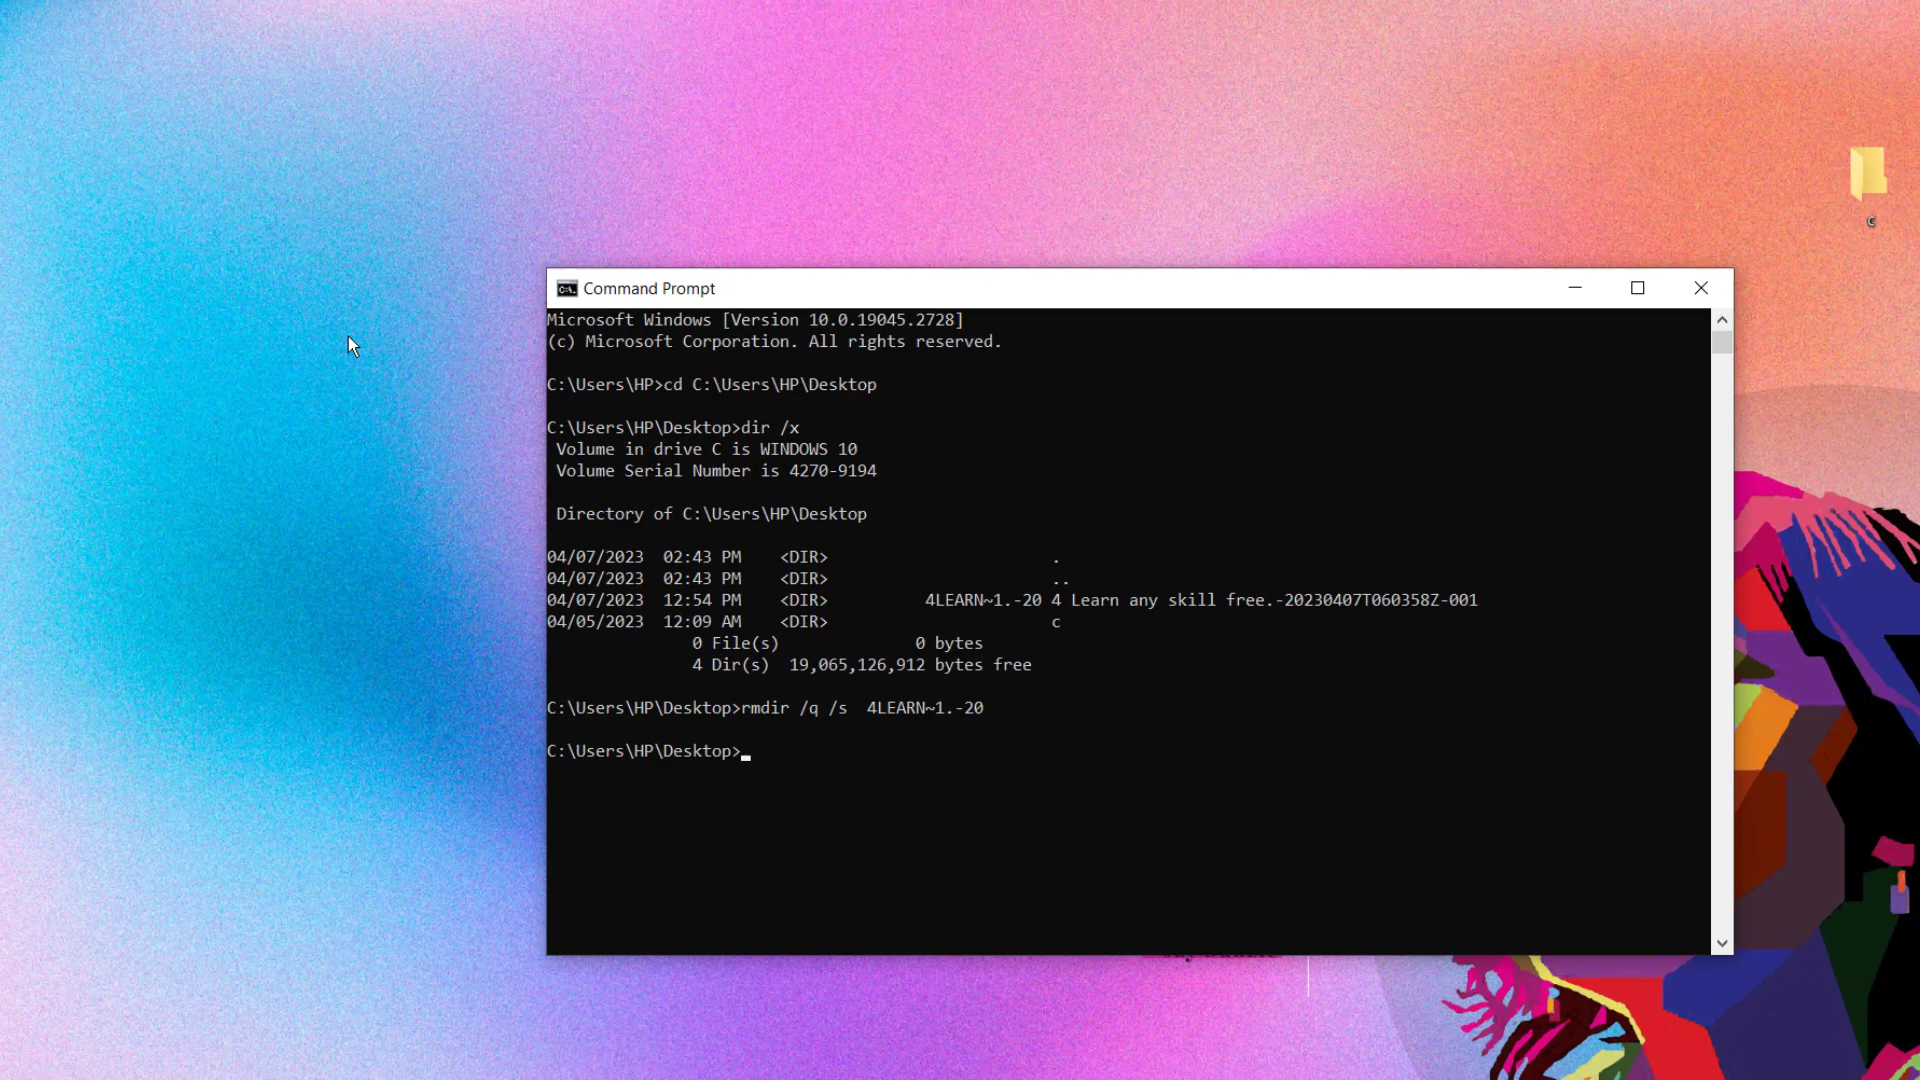 c
Command Prompt
Microsoft Windows [Version 10.0.19045.2728]
(c) Microsoft Corporation. All rights reserved.
C:\Users\HP>cd C:\Users\HP\Desktop
C:\Users\HP\Desktop>dir /x
Volume in drive C is WINDOWS 10
Volume Serial Number is 4270-9194
Directory of C:\Users\HP\Desktop
04/07/2023  02:43 PM    <DIR>                       .
04/07/2023  02:43 PM    <DIR>                       ..
04/07/2023  12:54 PM    <DIR>          4LEARN~1.-20 4 Learn any skill free.-20230407T060358Z-001
04/05/2023  12:09 AM    <DIR>                       c
0 File(s)              0 bytes
4 Dir(s)  19,065,126,912 bytes free
C:\Users\HP\Desktop>rmdir /q /s  4LEARN~1.-20
C:\Users\HP\Desktop>